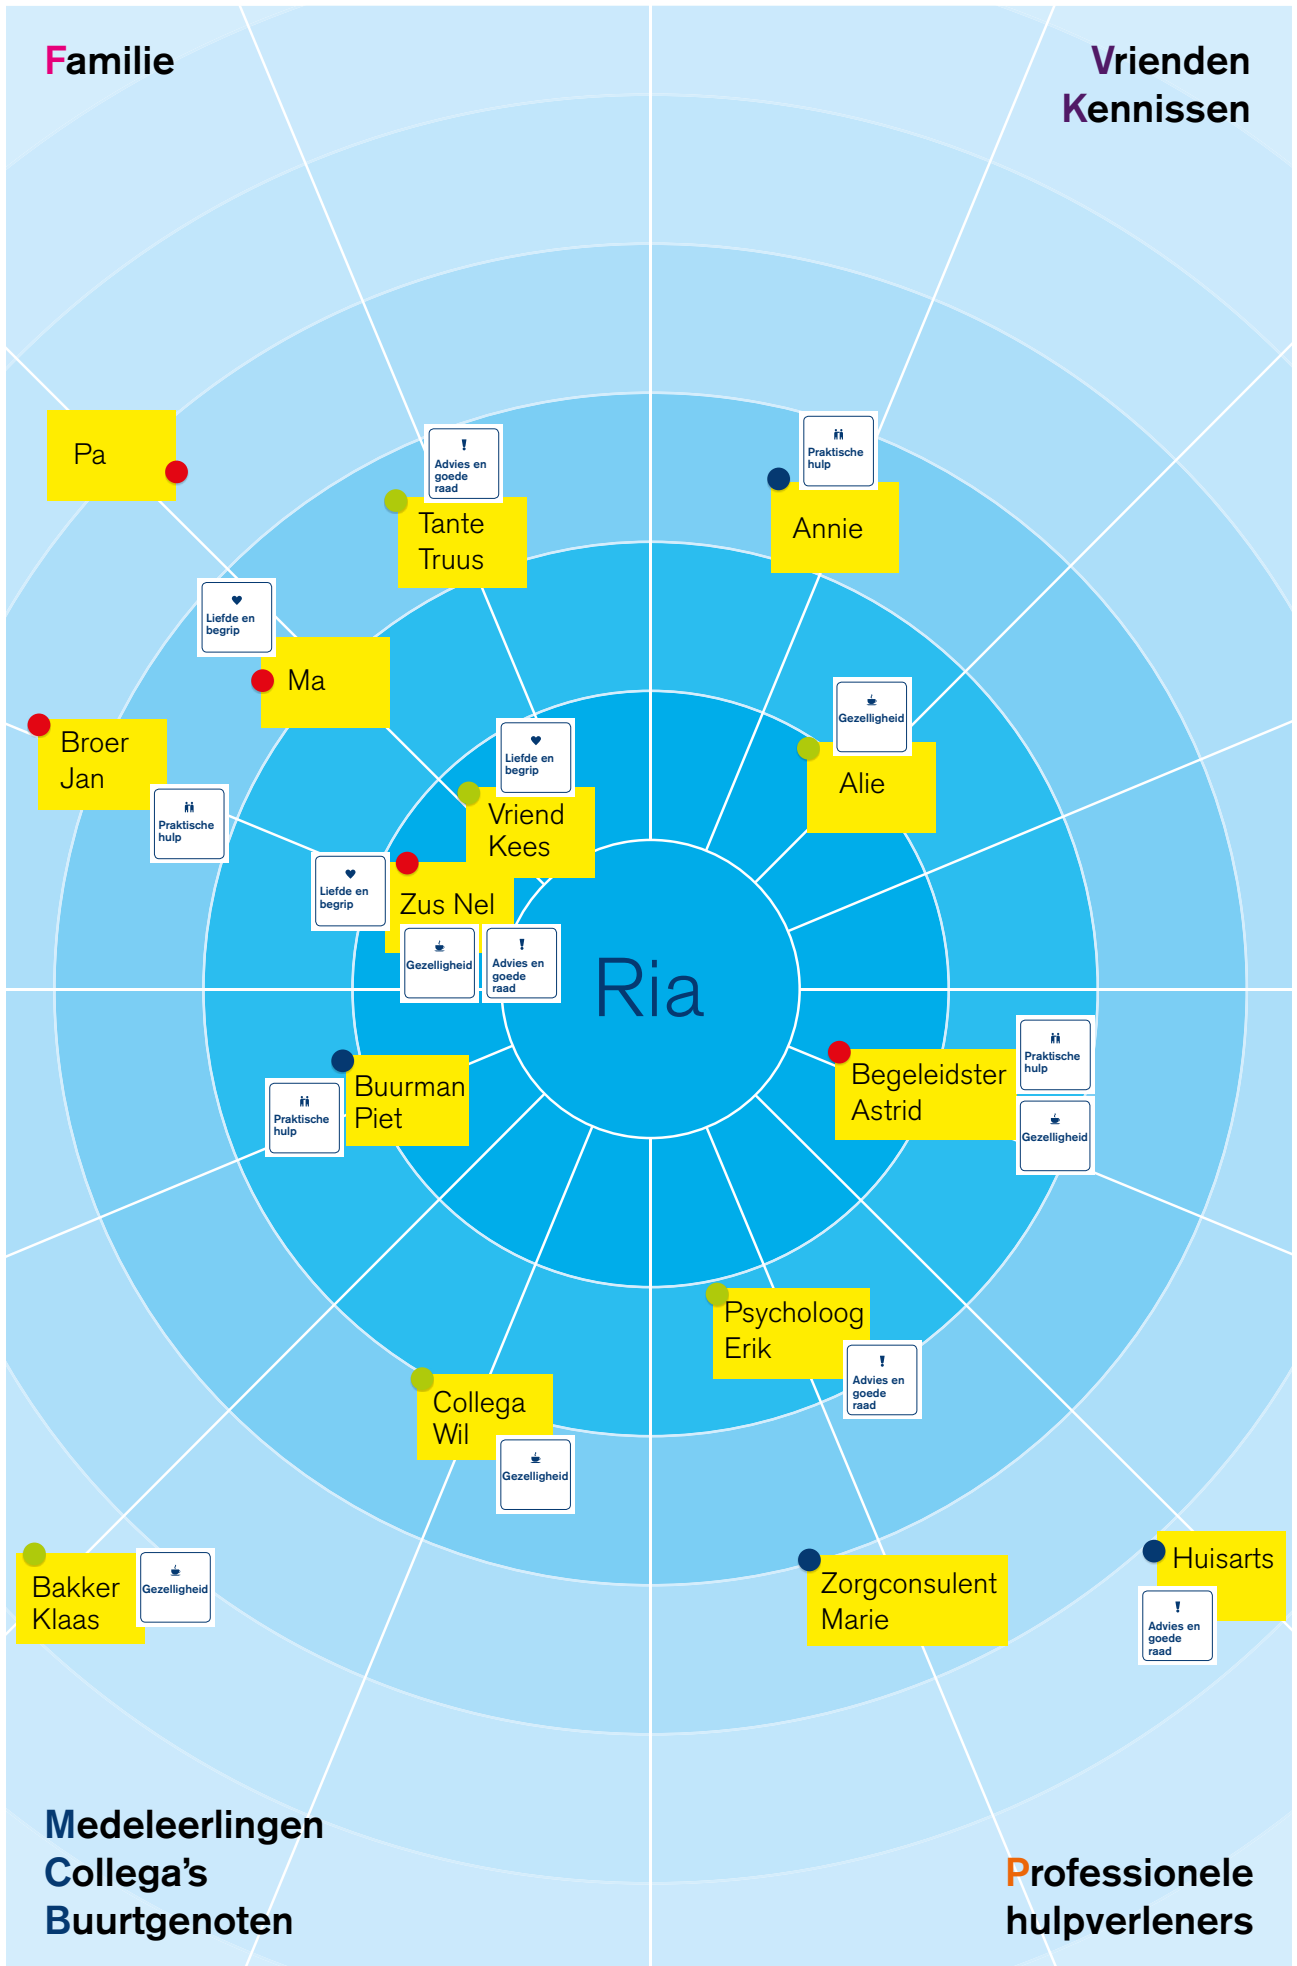 Familie
Vrienden
Kennissen
Pa
Advies en
goede
raad
Tante
Truus
Praktische
hulp
Annie
Liefde en
begrip
Ma
Broer
Jan
Praktische
hulp
Liefde en
begrip
Vriend
Kees
Gezelligheid
Alie
Liefde en
begrip
Zus Nel
Gezelligheid
Advies en
goede
raad
Ria
Buurman
Piet
Praktische
hulp
Begeleidster
Astrid
Praktische
hulp
Gezelligheid
Psycholoog
Erik
Advies en
goede
raad
Collega
Wil
Gezelligheid
Bakker
Klaas
Gezelligheid
Zorgconsulent
Marie
Huisarts
Advies en
goede
raad
Medeleerlingen
Collega's
Buurtgenoten
Professionele
hulpverleners